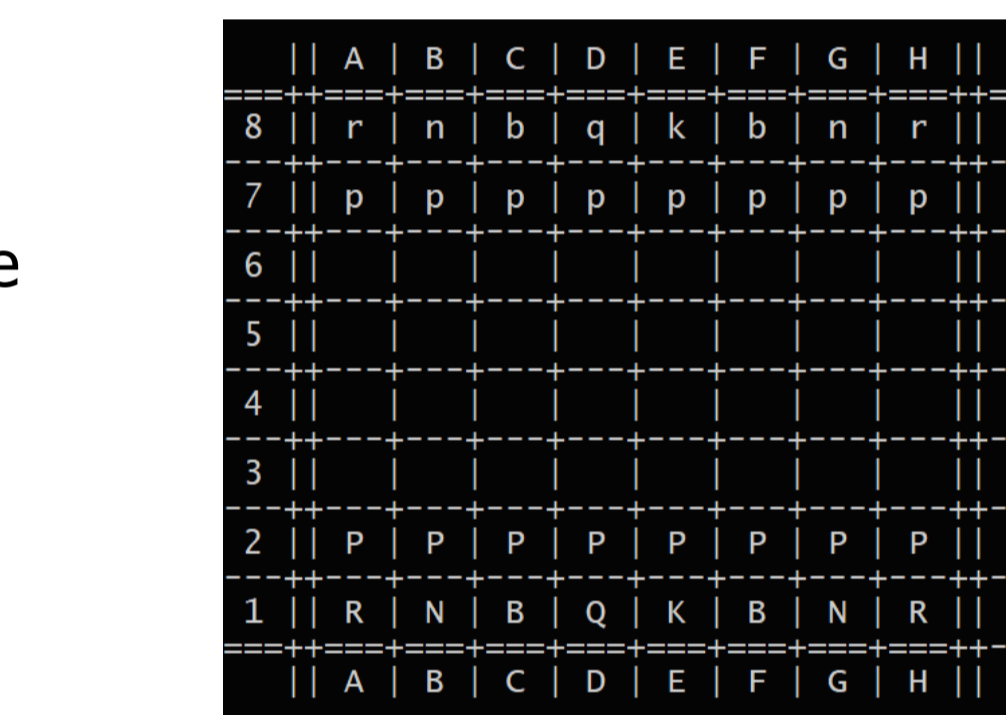 || A | B | C | D | E | F | G | H ||
===++===+===+===+===+===+===+===+===++=
 8 || r | n | b | q | k | b | n | r ||
---++---+---+---+---+---+---+---+---++-
 7 || p | p | p | p | p | p | p | p ||
---++---+---+---+---+---+---+---+---++-
e
 6 ||   |   |   |   |   |   |   |   ||
---++---+---+---+---+---+---+---+---++-
 5 ||   |   |   |   |   |   |   |   ||
---++---+---+---+---+---+---+---+---++-
 4 ||   |   |   |   |   |   |   |   ||
---++---+---+---+---+---+---+---+---++-
 3 ||   |   |   |   |   |   |   |   ||
---++---+---+---+---+---+---+---+---++-
 2 || P | P | P | P | P | P | P | P ||
---++---+---+---+---+---+---+---+---++-
 1 || R | N | B | Q | K | B | N | R ||
===++===+===+===+===+===+===+===+===++-
   || A | B | C | D | E | F | G | H ||